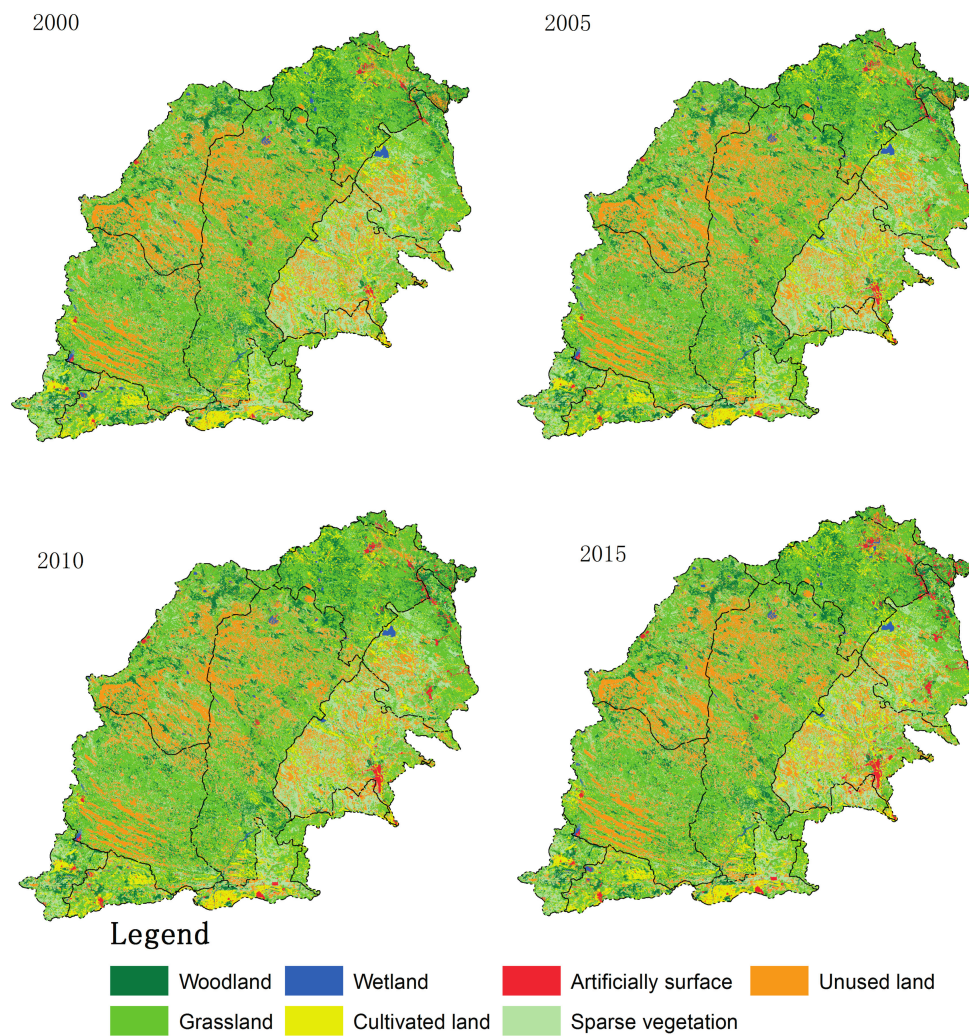 2000
2005
2010
2015
Legend
Woodland
Wetland
Artificially surface
Unused land
Grassland
Cultivated land
Sparse vegetation